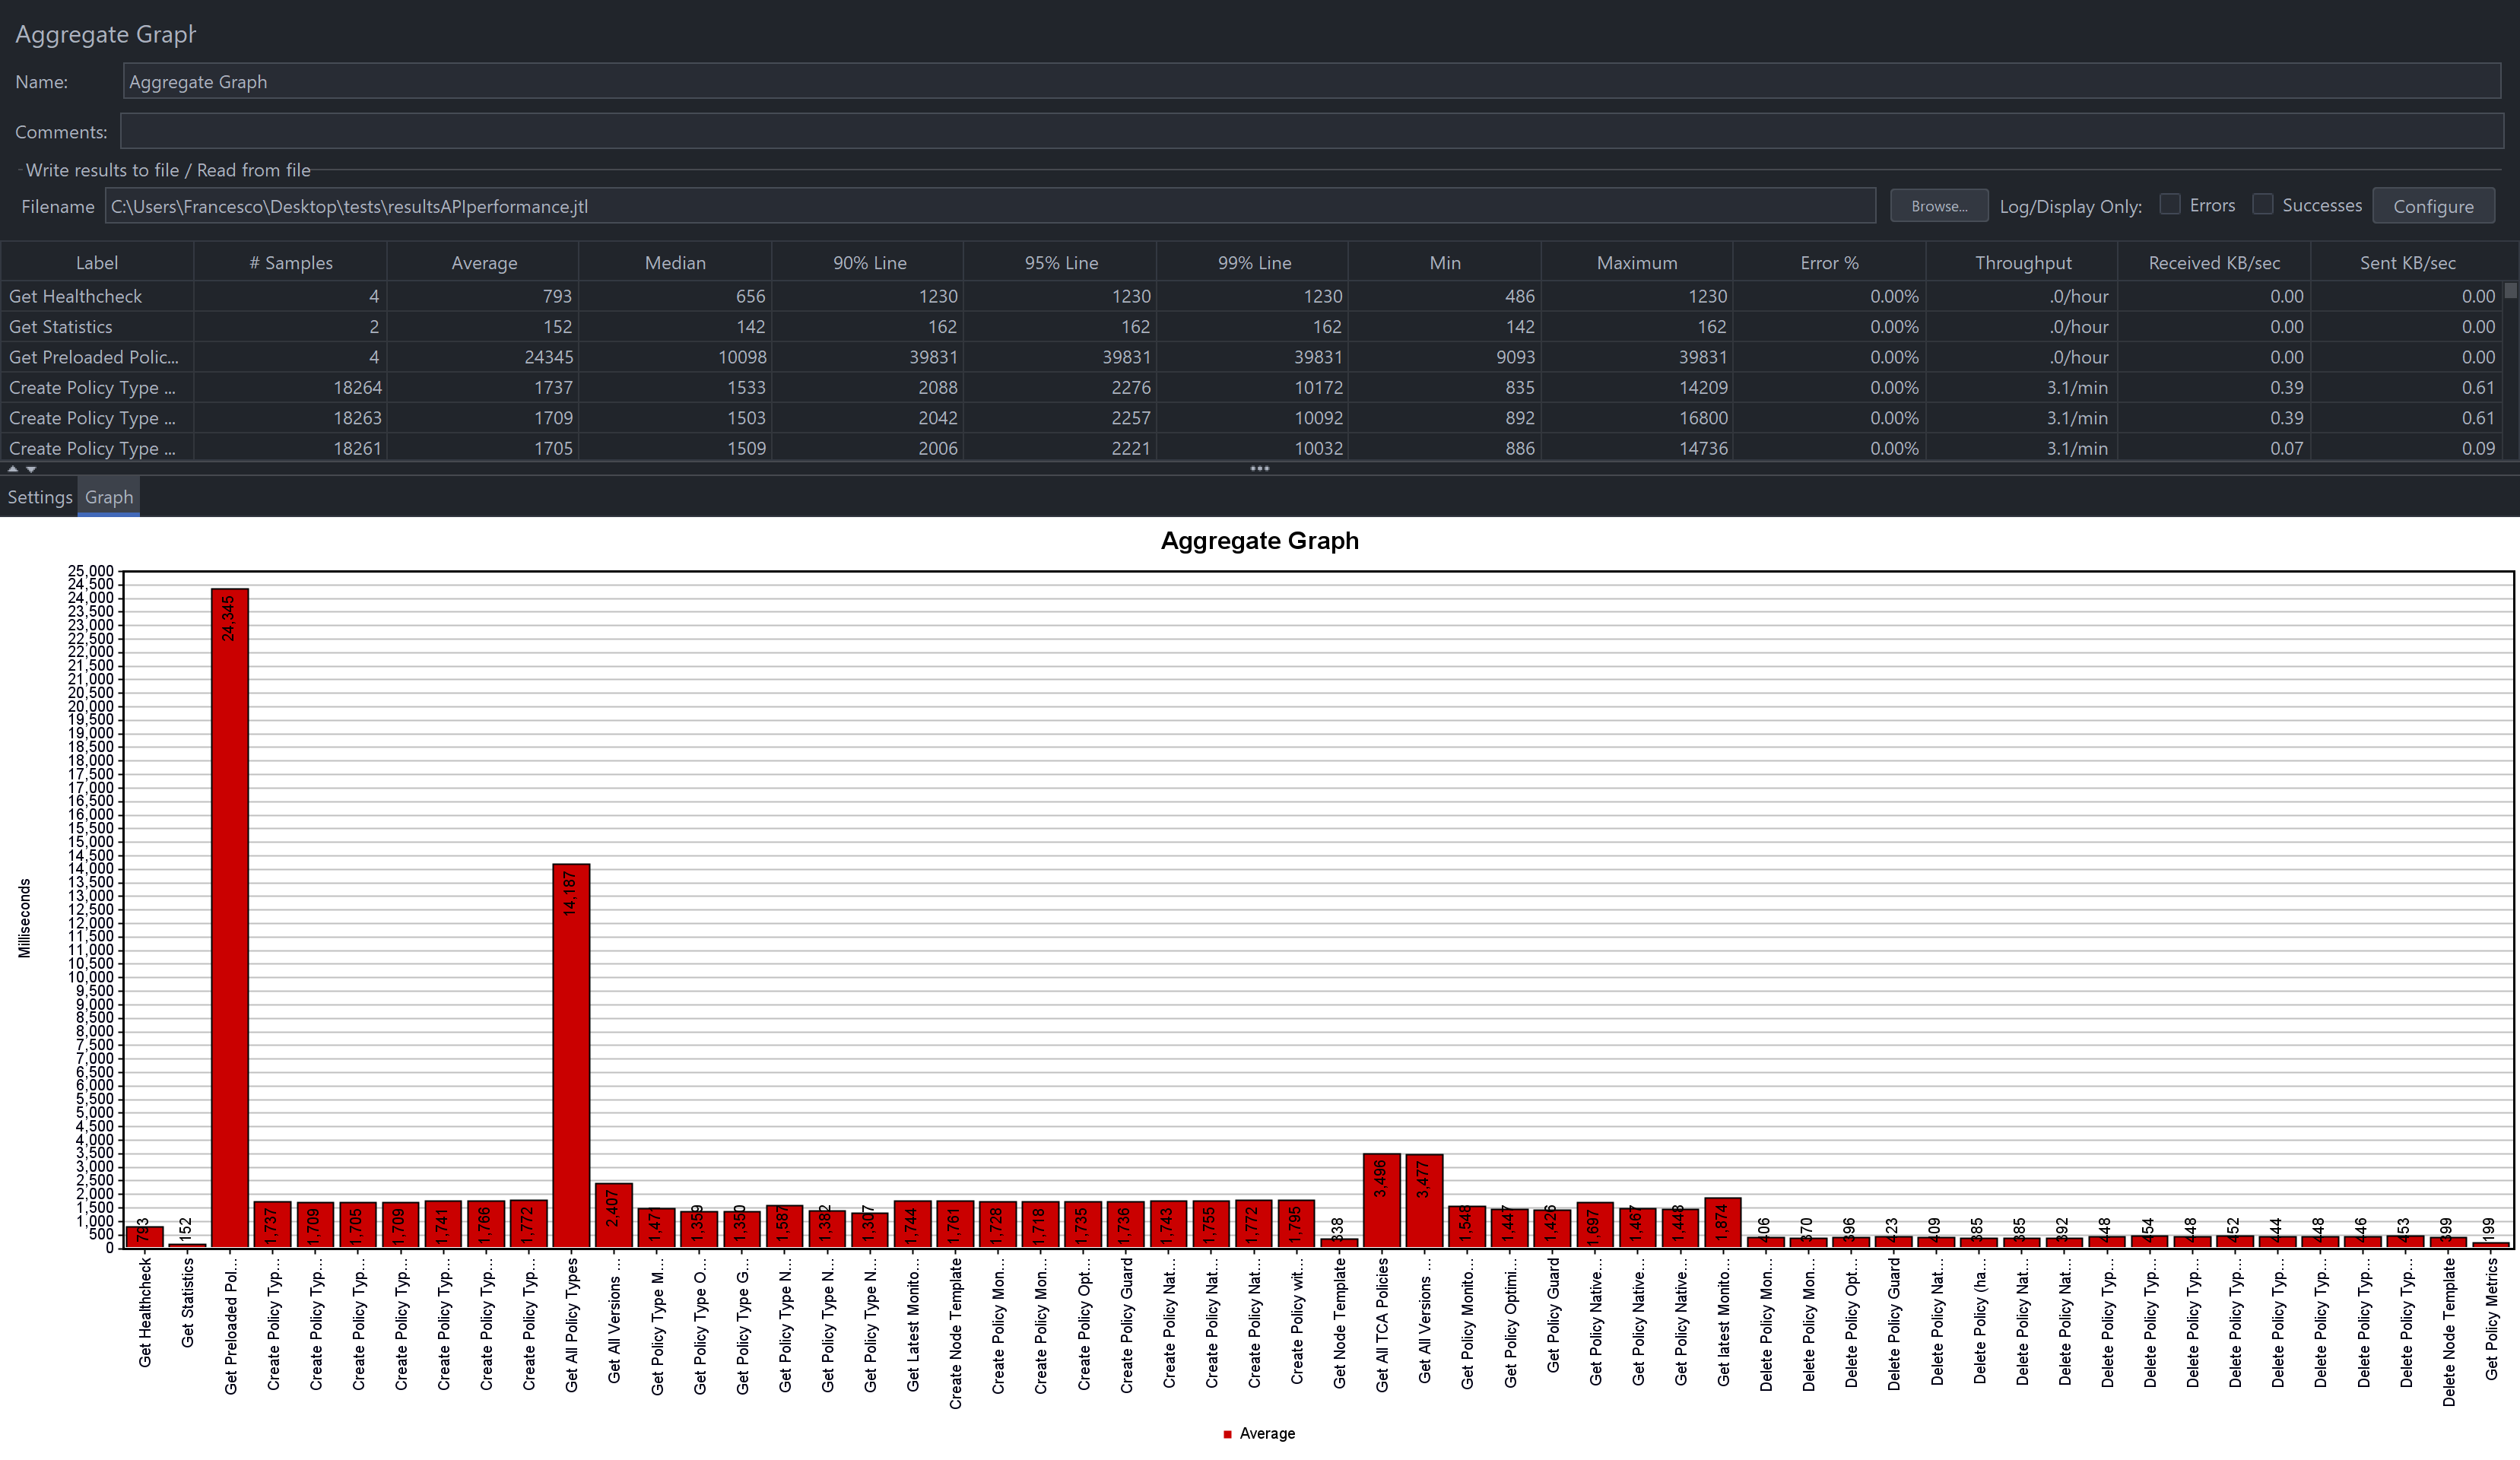 Aggregate Graph
Name: Aggregate Graph
Comments:
Write results to file / Read from file
Filename C:\Users\Francesco\Desktop\tests\resultsAPIperformance.jtl Browse... Log/Display Only: Errors Successes Configure
Label # Samples Average Median 90% Line 95% Line 99% Line Min Maximum Error % Throughput Received KB/sec Sent KB/sec
Get Healthcheck 4 793 656 1230 1230 1230 486 1230 0.00% .0/hour 0.00 0.00
Get Statistics 2 152 142 162 162 162 142 162 0.00% .0/hour 0.00 0.00
Get Preloaded Polic... 4 24345 10098 39831 39831 39831 9093 39831 0.00% .0/hour 0.00 0.00
Create Policy Type ... 18264 1737 1533 2088 2276 10172 835 14209 0.00% 3.1/min 0.39 0.61
Create Policy Type ... 18263 1709 1503 2042 2257 10092 892 16800 0.00% 3.1/min 0.39 0.61
Create Policy Type ... 18261 1705 1509 2006 2221 10032 886 14736 0.00% 3.1/min 0.07 0.09
Settings Graph
Aggregate Graph
Milliseconds
25,000
24,500
24,000
23,500
23,000
22,500
22,000
21,500
21,000
20,500
20,000
19,500
19,000
18,500
18,000
17,500
17,000
16,500
16,000
15,500
15,000
14,500
14,000
13,500
13,000
12,500
12,000
11,500
11,000
10,500
10,000
9,500
9,000
8,500
8,000
7,500
7,000
6,500
6,000
5,500
5,000
4,500
4,000
3,500
3,000
2,500
2,000
1,500
1,000
500
0
793
152
24,345
1,737
1,709
1,705
1,709
1,741
1,766
1,772
14,187
2,407
1,471
1,359
1,350
1,587
1,382
1,307
1,744
1,761
1,728
1,718
1,735
1,736
1,743
1,755
1,772
1,795
338
3,496
3,477
1,548
1,447
1,426
1,697
1,467
1,448
1,874
406
370
396
423
409
385
385
392
448
454
448
452
444
448
446
453
399
199
Get Healthcheck
Get Statistics
Get Preloaded Pol...
Create Policy Typ...
Create Policy Typ...
Create Policy Typ...
Create Policy Typ...
Create Policy Typ...
Create Policy Typ...
Create Policy Typ...
Get All Policy Types
Get All Versions ...
Get Policy Type M...
Get Policy Type O...
Get Policy Type G...
Get Policy Type N...
Get Policy Type N...
Get Policy Type N...
Get Latest Monito...
Create Node Template
Create Policy Mon...
Create Policy Mon...
Create Policy Opt...
Create Policy Guard
Create Policy Nat...
Create Policy Nat...
Create Policy Nat...
Create Policy wit...
Get Node Template
Get All TCA Policies
Get All Versions ...
Get Policy Monito...
Get Policy Optimi...
Get Policy Guard
Get Policy Native...
Get Policy Native...
Get Policy Native...
Get latest Monito...
Delete Policy Mon...
Delete Policy Mon...
Delete Policy Opt...
Delete Policy Guard
Delete Policy Nat...
Delete Policy (ha...
Delete Policy Nat...
Delete Policy Nat...
Delete Policy Typ...
Delete Policy Typ...
Delete Policy Typ...
Delete Policy Typ...
Delete Policy Typ...
Delete Policy Typ...
Delete Policy Typ...
Delete Policy Typ...
Delete Node Template
Get Policy Metrics
Average